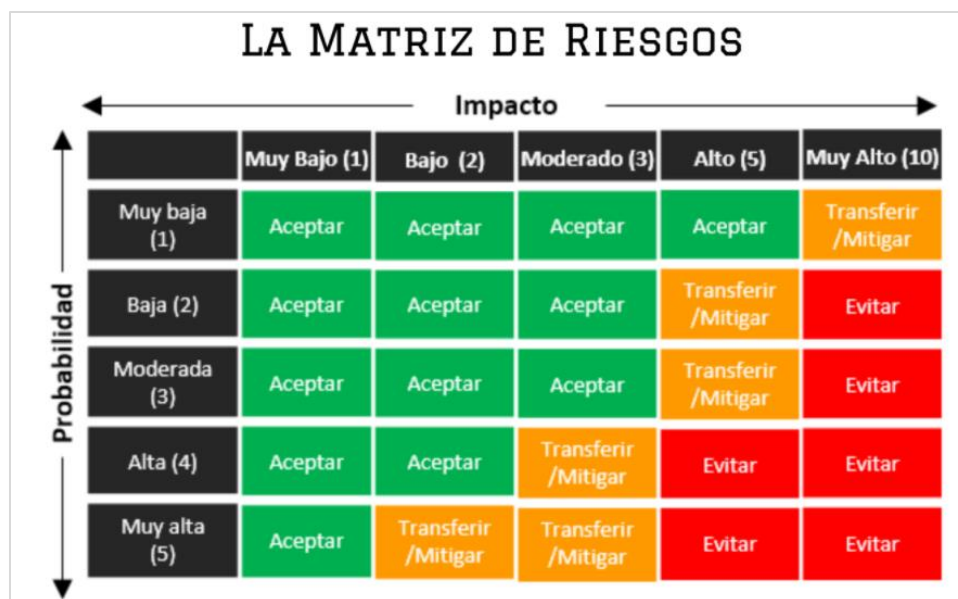 LA MATRIZ DE RIESGOS
Impacto
Probabilidad
Muy Bajo (1) Bajo (2) Moderado (3) Alto (5) Muy Alto (10)
Muy baja
(1)
Aceptar Aceptar Aceptar Aceptar Transferir
/Mitigar
Baja (2) Aceptar Aceptar Aceptar Transferir
/Mitigar
Evitar
Moderada
(3)
Aceptar Aceptar Aceptar Transferir
/Mitigar
Evitar
Alta (4) Aceptar Aceptar Transferir
/Mitigar
Evitar Evitar
Muy alta
(5)
Aceptar Transferir
/Mitigar
Transferir
/Mitigar
Evitar Evitar